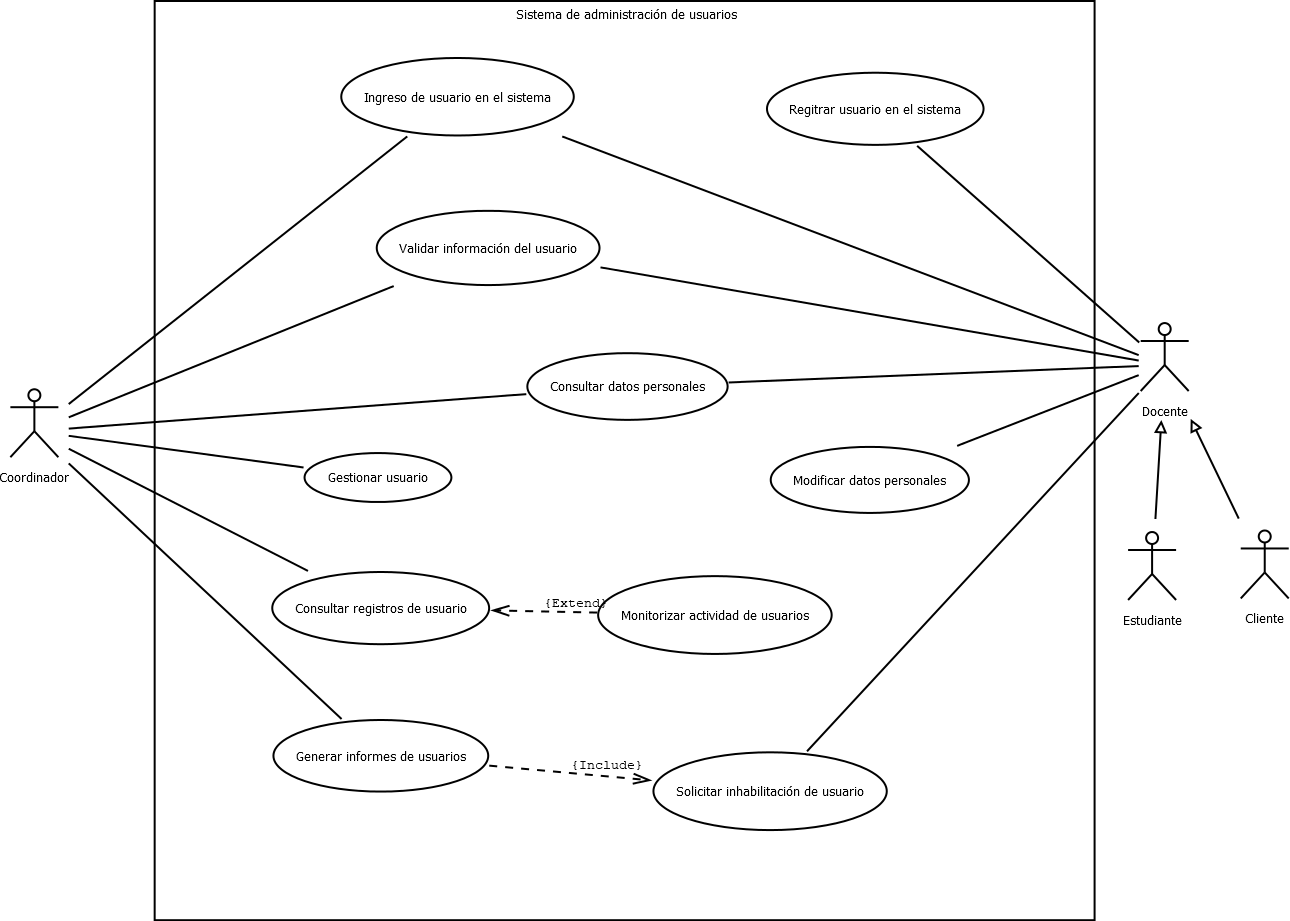 Sistema de administración de usuarios
Ingreso de usuario en el sistema
Regitrar usuario en el sistema
Validar información del usuario
Consultar datos personales
Docente
Coordinador
Gestionar usuario
Modificar datos personales
{Extend}
Consultar registros de usuario
Monitorizar actividad de usuarios
Estudiante
Cliente
Generar informes de usuarios
{Include}
Solicitar inhabilitación de usuario